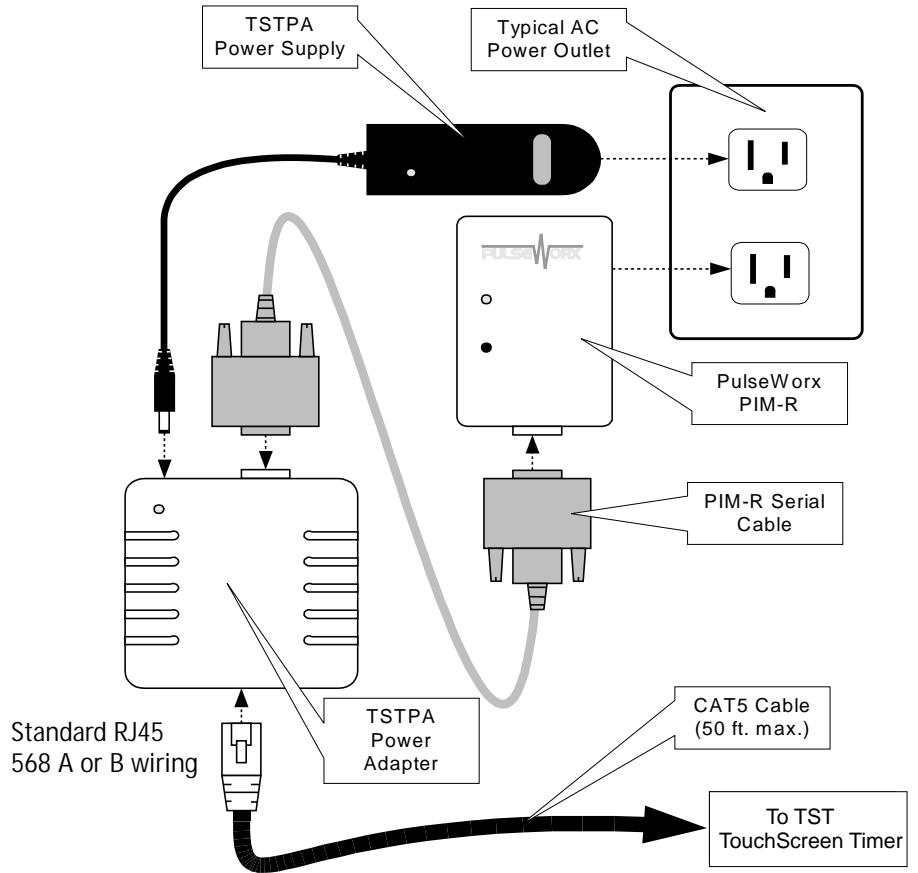 TSTPA
Power Supply
Typical AC
Power Outlet
PULSEWORX
PulseWorx
PIM-R
PIM-R Serial
Cable
TSTPA
Power
Adapter
CAT5 Cable
(50 ft. max.)
Standard RJ45
568 A or B wiring
To TST
TouchScreen Timer